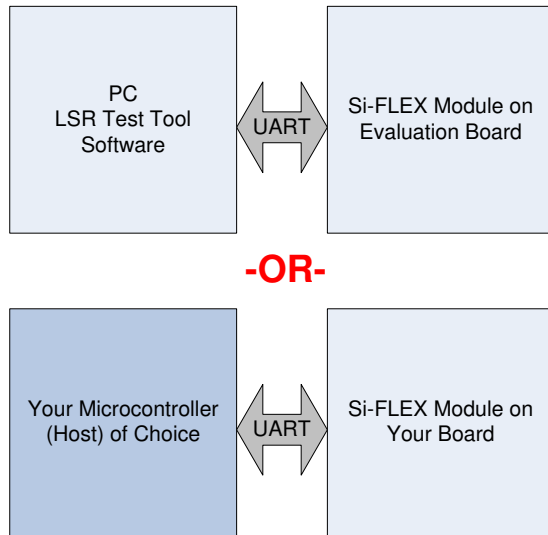 PC
LSR Test Tool
Software
UART
Si-FLEX Module on
Evaluation Board
-OR-
Your Microcontroller
(Host) of Choice
UART
Si-FLEX Module on
Your Board